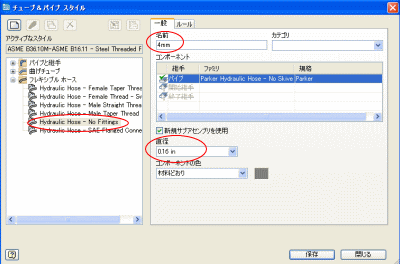 チューブ & パイプ スタイル
一般
ルール
アクティブなスタイル
ASME B36.10M-ASME B16.11 - Steel Threaded F
パイプと継手
曲げチューブ
フレキシブル ホース
Hydraulic Hose - Female Taper Thread
Hydraulic Hose - Female Thread - S
Hydraulic Hose - Male Straight Thread
Hydraulic Hose - Male Taper Thread
Hydraulic Hose - No Fittings
Hydraulic Hose - SAE Flanged Conne
名前
カテゴリ
4mm
コンポーネント
継手
ファミリ
規格
パイプ
Parker Hydraulic Hose - No Skive
Parker
開始継手
終了継手
新規サブアセンブリを使用
直径
0.16 in
コンポーネントの色
材料どおり
保存
閉じる